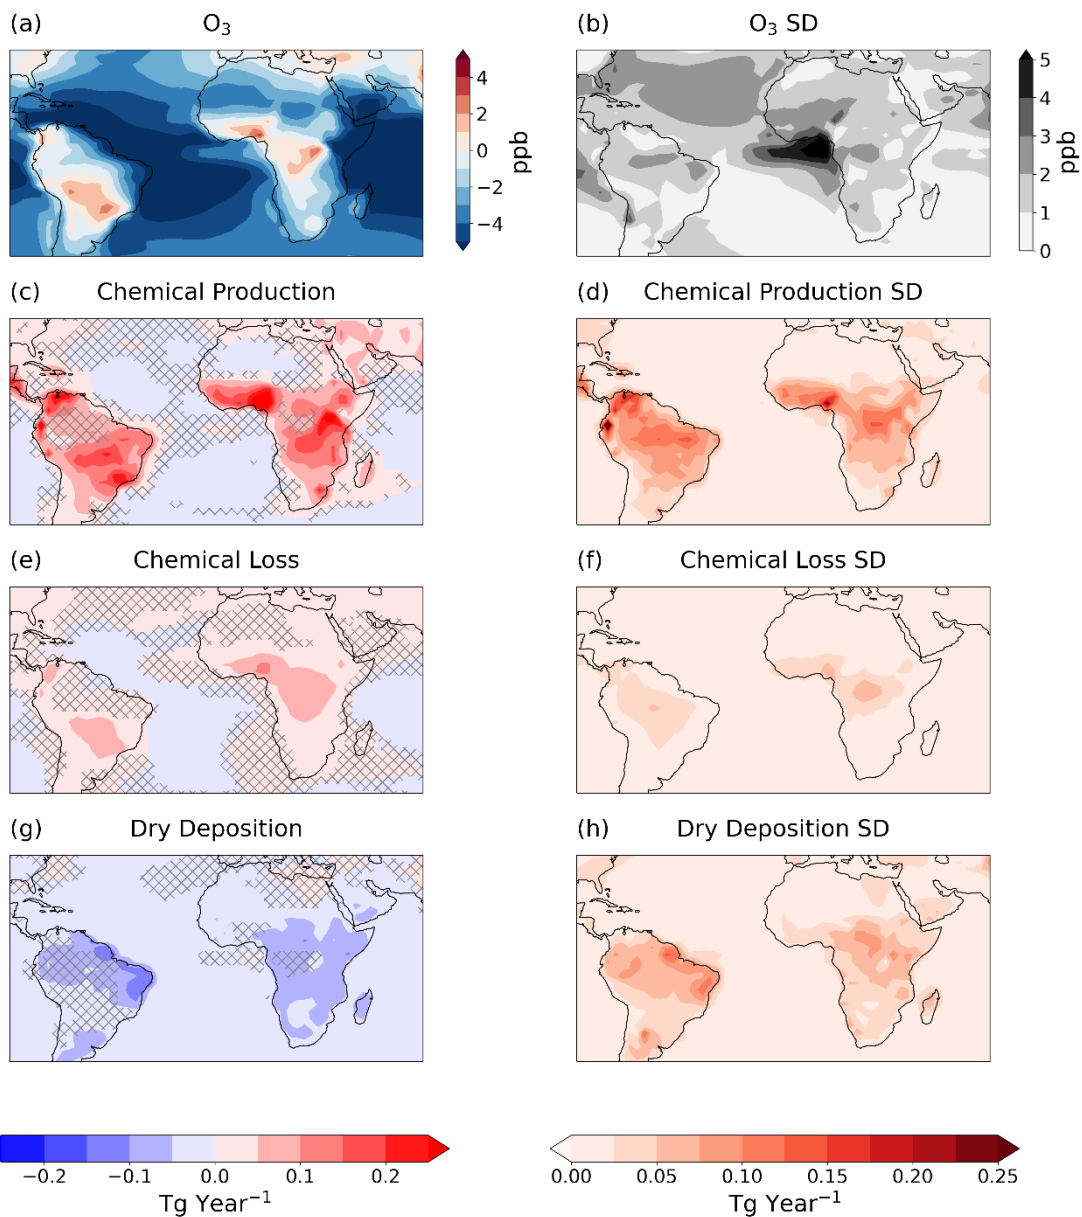 (a) O₃
(b) O₃ SD
4
2
0
−2
−4
ppb
5
4
3
2
1
0
ppb
(c) Chemical Production
(d) Chemical Production SD
(e) Chemical Loss
(f) Chemical Loss SD
(g) Dry Deposition
(h) Dry Deposition SD
−0.2 −0.1 0.0 0.1 0.2
Tg Year⁻¹
0.00 0.05 0.10 0.15 0.20 0.25
Tg Year⁻¹